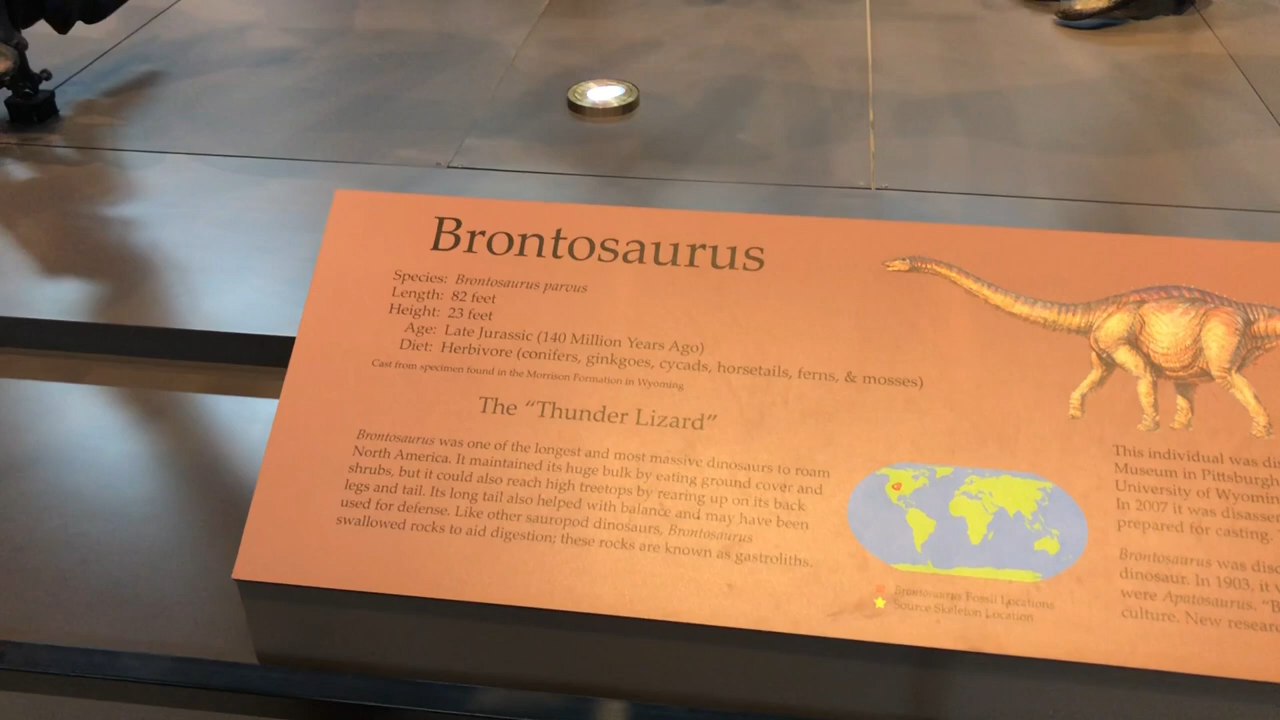 Brontosaurus
Species: Brontosaurus parvus
Length: 82 feet
Height: 23 feet
Age: Late Jurassic (140 Million Years Ago)
Diet: Herbivore (conifers, ginkgoes, cycads, horsetails, ferns, & mosses)
Cast from specimen found in the Morrison Formation in Wyoming
The “Thunder Lizard”
Brontosaurus was one of the longest and most massive dinosaurs to roam
North America. It maintained its huge bulk by eating ground cover and
shrubs, but it could also reach high treetops by rearing up on its back
legs and tail. Its long tail also helped with balance and may have been
used for defense. Like other sauropod dinosaurs, Brontosaurus
swallowed rocks to aid digestion; these rocks are known as gastroliths.
Brontosaurus Fossil Locations
Source Skeleton Location
This individual was
Museum in Pittsburgh
University of
In 2007 it was
prepared for casting.
Brontosaurus was
dinosaur. In 1903, it
were Apatosaurus. "B
culture. New